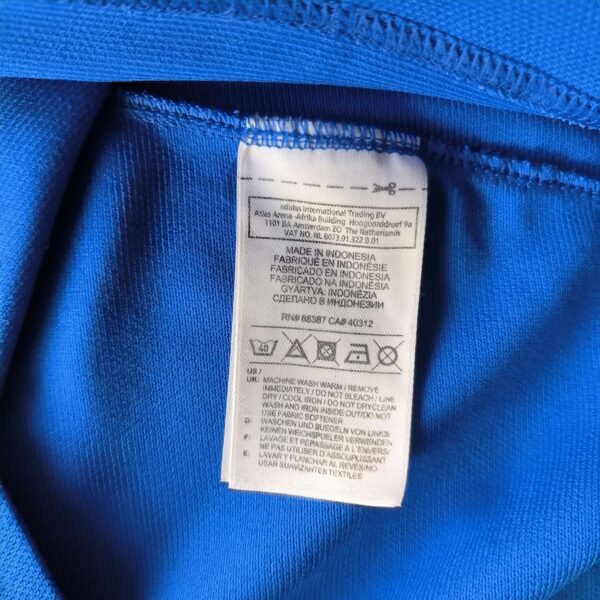 adidas International Trading BV
Atlas Arena -Afrika Building Hoogoorddreef 9a
1101 BA Amsterdam ZO The Netherlands
VAT NO. NL 8073.01.322.B.01
MADE IN INDONESIA
FABRIQUÉ EN INDONÉSIE
FABRICADO EN INDONESIA
FABRICADO NA INDONÉSIA
GYÁRTVA: INDONÉZIA
СДЕЛАНО В ИНДОНЕЗИИ
RN# 88387 CA# 40312
40
US /
UK: MACHINE WASH WARM / REMOVE
IMMEDIATELY / DO NOT BLEACH / LINE
DRY / COOL IRON / DO NOT DRYCLEAN
WASH AND IRON INSIDE OUT/DO NOT
USE FABRIC SOFTENER
D: WASCHEN UND BUEGELN VON LINKS
KEINEN WEICHSPUELER VERWENDEN
F: LAVAGE ET REPASSAGE A L'ENVERS/
NE PAS UTILISER D'ASSOUPLISSANT
E: LAVAR Y PLANCHAR AL REVÉS/NO
USAR SUAVIZANTES TEXTILES